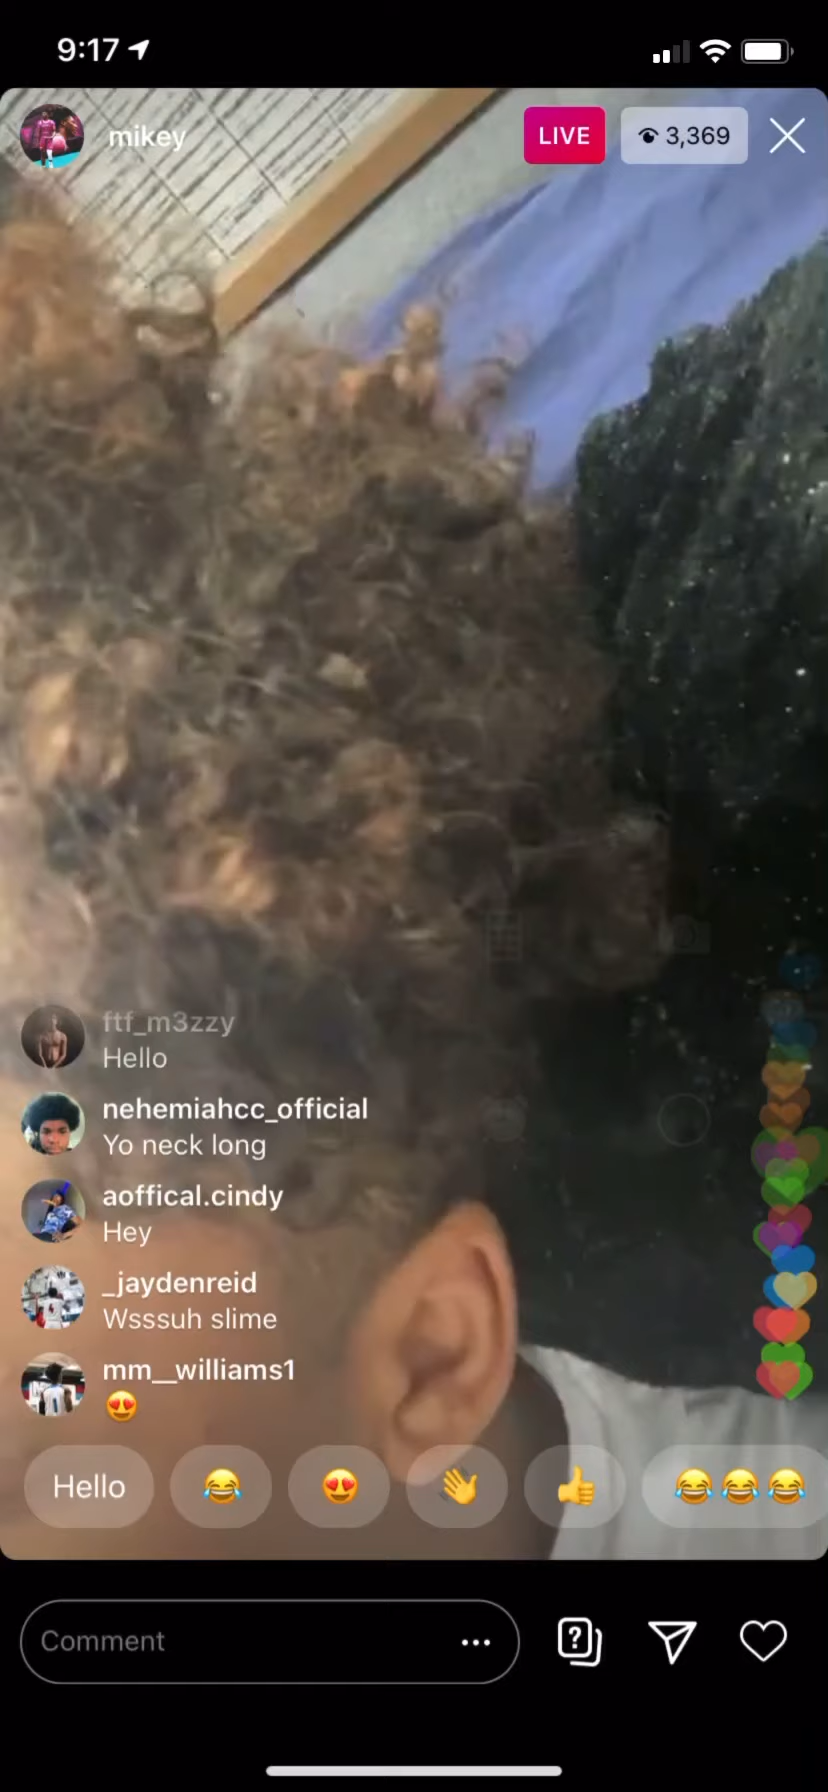 9:17
mikey
LIVE
3,369
ftf_m3zzy
Hello
nehemiahcc_official
Yo neck long
aoffical.cindy
Hey
_jaydenreid
Wsssuh slime
mm__williams1
😍
Hello 😂 😍 👋 👍 😂😂😂
Comment